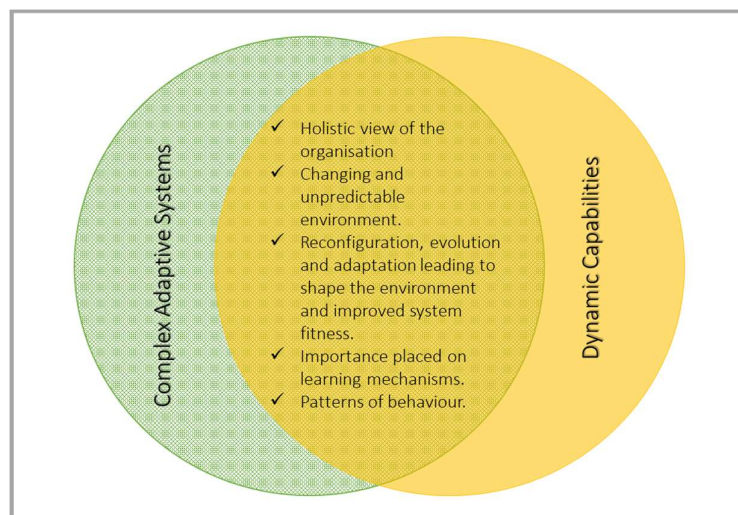 Complex Adaptive Systems
✓ Holistic view of the
organisation
✓ Changing and
unpredictable
environment.
✓ Reconfiguration, evolution
and adaptation leading to
shape the environment
and improved system
fitness.
✓ Importance placed on
learning mechanisms.
✓ Patterns of behaviour.
Dynamic Capabilities